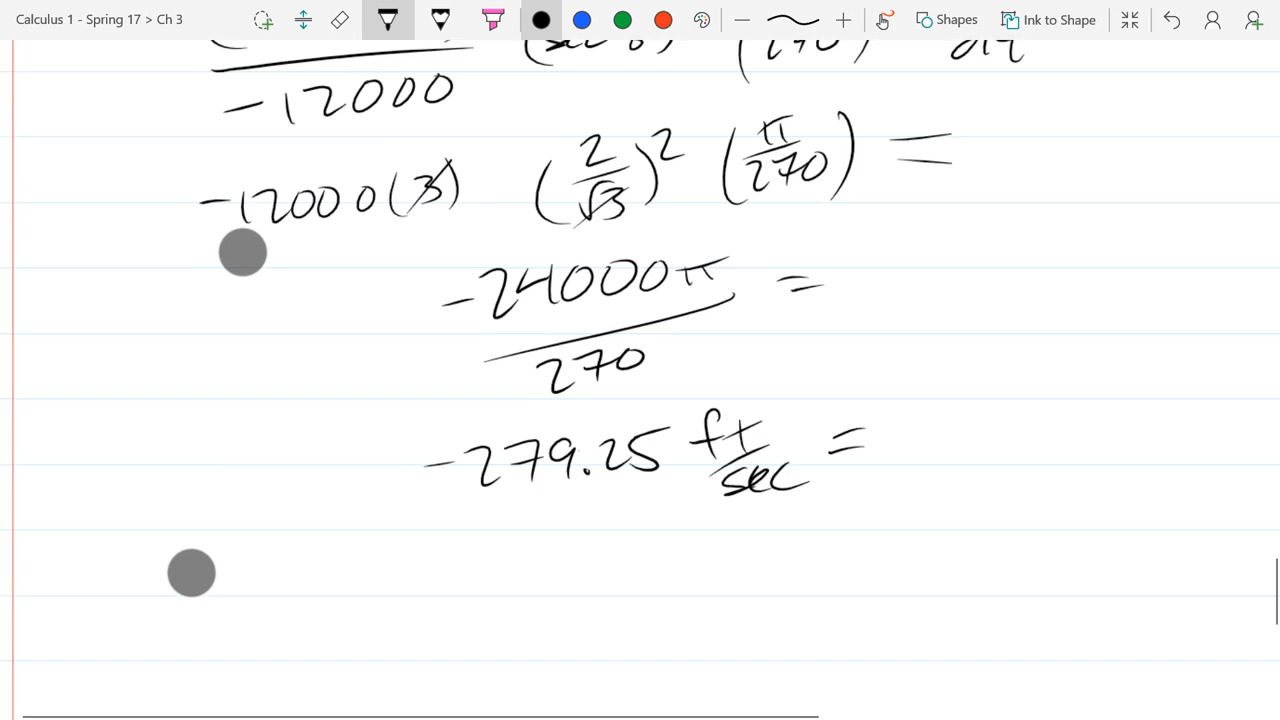 Calculus 1 - Spring 17 > Ch 3 Shapes Ink to Shape
-12000
-12000(3) (2/√3)² (π/270) =
-24000π =
270
-279.25 ft/sec =